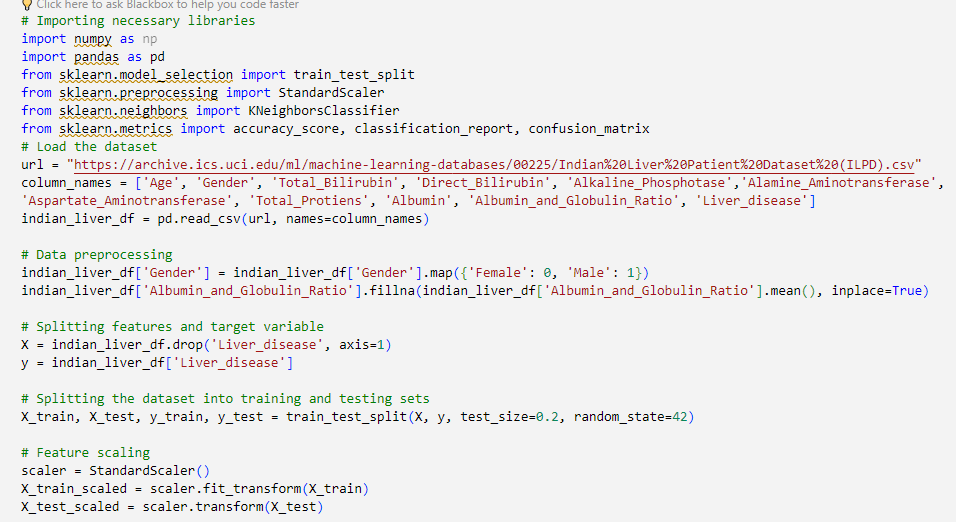 Click here to ask Blackbox to help you code faster
# Importing necessary libraries
import numpy as np
import pandas as pd
from sklearn.model_selection import train_test_split
from sklearn.preprocessing import StandardScaler
from sklearn.neighbors import KNeighborsClassifier
from sklearn.metrics import accuracy_score, classification_report, confusion_matrix
# Load the dataset
url = "https://archive.ics.uci.edu/ml/machine-learning-databases/00225/Indian%20Liver%20Patient%20Dataset%20(ILPD).csv"
column_names = ['Age', 'Gender', 'Total_Bilirubin', 'Direct_Bilirubin', 'Alkaline_Phosphotase','Alamine_Aminotransferase',
'Aspartate_Aminotransferase', 'Total_Protiens', 'Albumin', 'Albumin_and_Globulin_Ratio', 'Liver_disease']
indian_liver_df = pd.read_csv(url, names=column_names)
# Data preprocessing
indian_liver_df['Gender'] = indian_liver_df['Gender'].map({'Female': 0, 'Male': 1})
indian_liver_df['Albumin_and_Globulin_Ratio'].fillna(indian_liver_df['Albumin_and_Globulin_Ratio'].mean(), inplace=True)
# Splitting features and target variable
X = indian_liver_df.drop('Liver_disease', axis=1)
y = indian_liver_df['Liver_disease']
# Splitting the dataset into training and testing sets
X_train, X_test, y_train, y_test = train_test_split(X, y, test_size=0.2, random_state=42)
# Feature scaling
scaler = StandardScaler()
X_train_scaled = scaler.fit_transform(X_train)
X_test_scaled = scaler.transform(X_test)